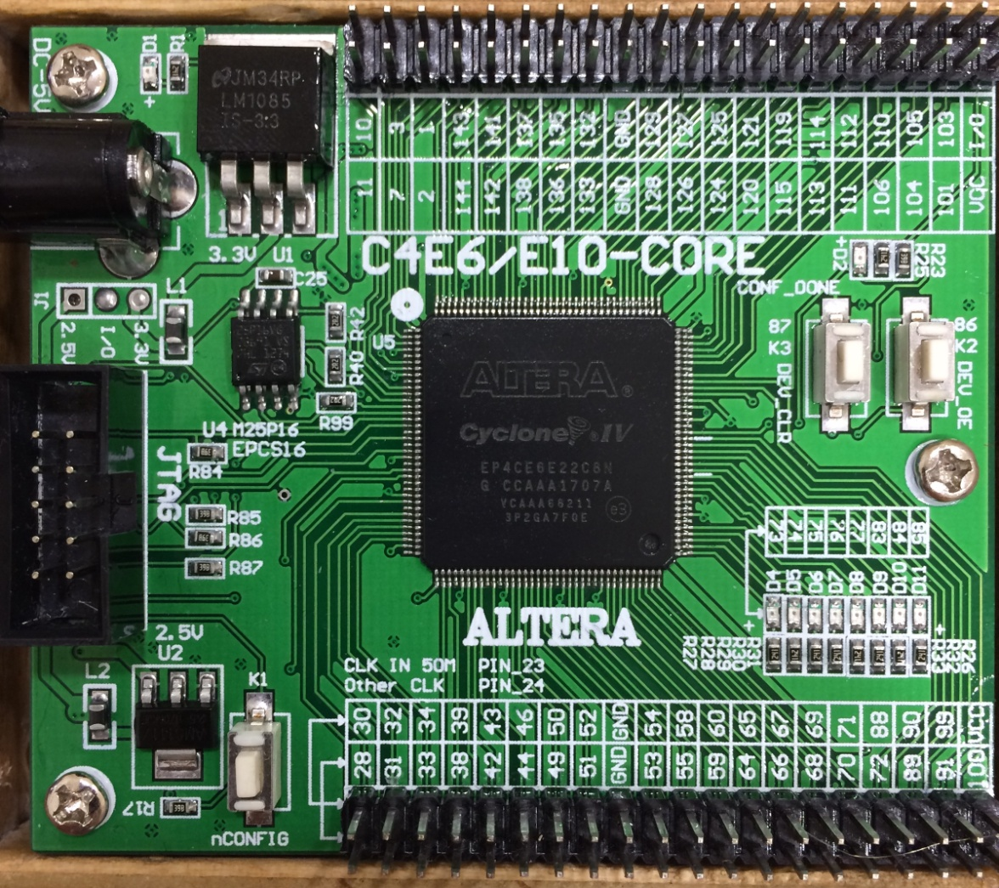 DC-5V
D1
R1
+
JM34RP
LM1085
IS-3.3
1
3.3V U1
10 3 1 143 141 137 135 132 GND 129 127 125 121 119 114 112 110 105 103 I/O
11 7 2 144 142 138 136 133 GND 128 126 124 120 115 113 111 106 104 101 VCC
C4E6/E10-CORE
+D2
R25
R23
CONF_DONE
C25
J1
L1
2.5V
I/O
3.3V
R42
R40
U5
R99
87
K3
DEV_CLR
86
K2
DEV_OE
ALTERA®
Cyclone® IV
EP4CE6E22C8N
G CCAAA1707A
VCAAA66211
3P2GA7F0E
e3
U4 M25P16
EPCS16
R84
JTAG
R85
R86
R87
73 74 75 76 77 83 84 85
D4 D5 D6 D7 D8 D9 D10 D11
+
+
R27 R28 R29 R30 R31
R33 R32 R26
ALTERA
2.5V
U2
L2
K1
CLK IN 50M PIN_23
Other CLK PIN_24
30 32 34 39 43 46 50 52 GND 54 58 60 65 67 69 71 88 90 99 VCC
28 31 33 38 42 44 49 51 GND 53 55 59 64 66 68 70 72 89 91 100
R17
nCONFIG